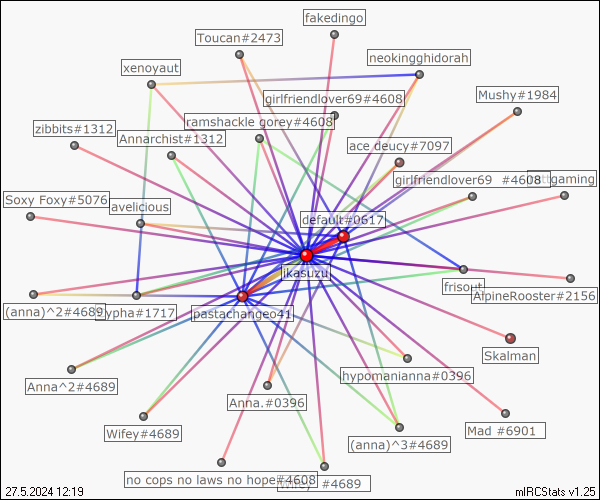 fakedingo
Toucan#2473
neokingghidorah
xenoyaut
girlfriendlover69#4608
Mushy#1984
ramshackle gorey#4608
zibbits#1312
Annarchist#1312
ace deucy#7097
girlfriendlover69 #4608
gaming
Soxy Foxy#5076
avelicious
default#0617
jkasuzu
frisout
AlpineRooster#2156
(anna)^2#4689
ypha#1717
pastachangeo41
Skalman
hypomanianna#0396
Anna^2#4689
Anna.#0396
Wifey#4689
(anna)^3#4689
Mad #6901
no cops no laws no hope#4608
#4689
27.5.2024 12:19
mIRCStats v1.25